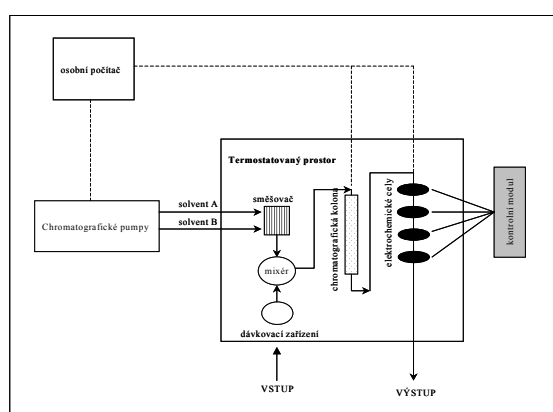 osobní počítač
Termostatovaný prostor
solvent A
solvent B
směšovač
Chromatografické pumpy
mixér
chromatografická kolona
elektrochemické cely
kontrolní modul
dávkovací zařízení
VSTUP
VÝSTUP